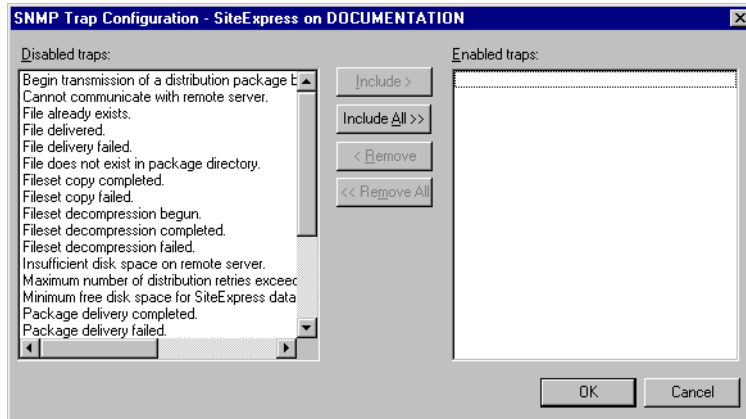 SNMP Trap Configuration - SiteExpress on DOCUMENTATION
Disabled traps:
Enabled traps:
Begin transmission of a distribution package
Cannot communicate with remote server.
File already exists.
File delivered.
File delivery failed.
File does not exist in package directory.
Fileset copy completed.
Fileset copy failed.
Fileset decompression begun.
Fileset decompression completed.
Fileset decompression failed.
Insufficient disk space on remote server.
Maximum number of distribution retries exceed
Minimum free disk space for SiteExpress data
Package delivery completed.
Package delivery failed.
Include >
Include All >>
< Remove
<< Remove All
OK
Cancel